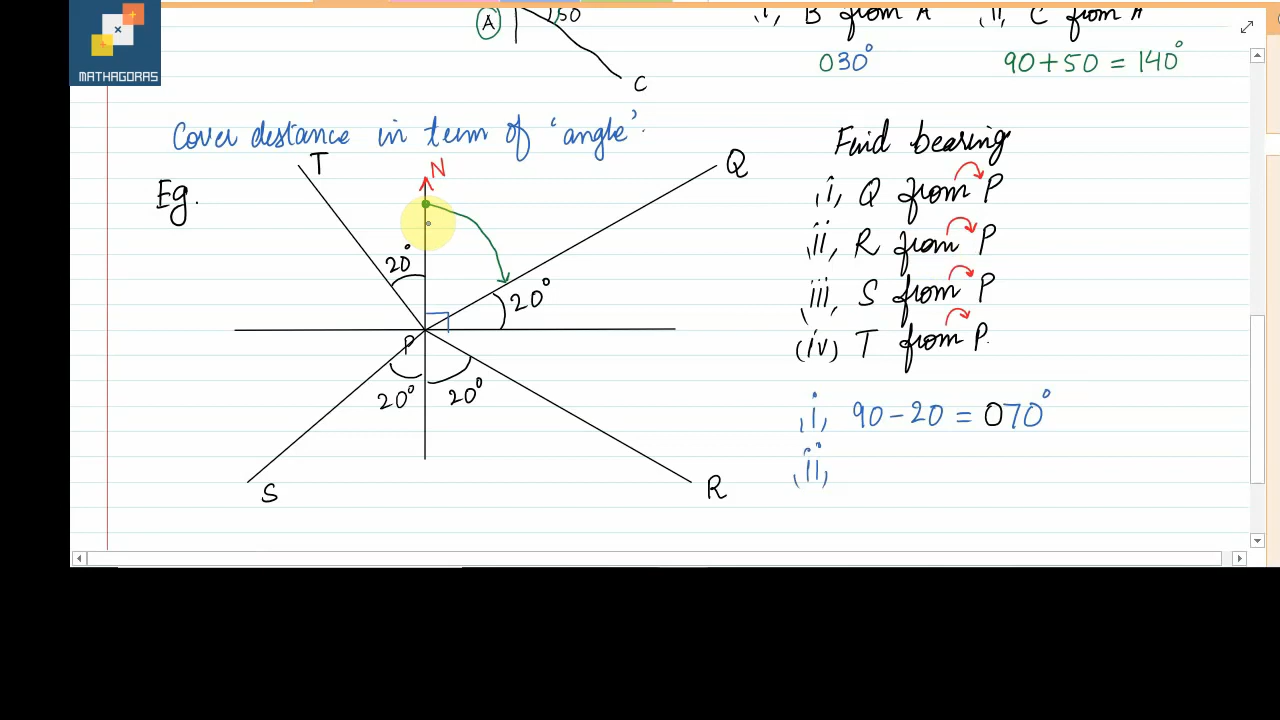 50
A
C
(i, B from A (ii, C from A
030° 90+50 = 140°
MATHAGORAS
Cover distance in term of 'angle'.
Find bearing
Eg.
T
N
Q
(i, Q from P
(ii, R from P
20°
20°
(iii, S from P
P
(iv) T from P.
20°
20°
(i, 90-20 = 070°
(ii,
S
R